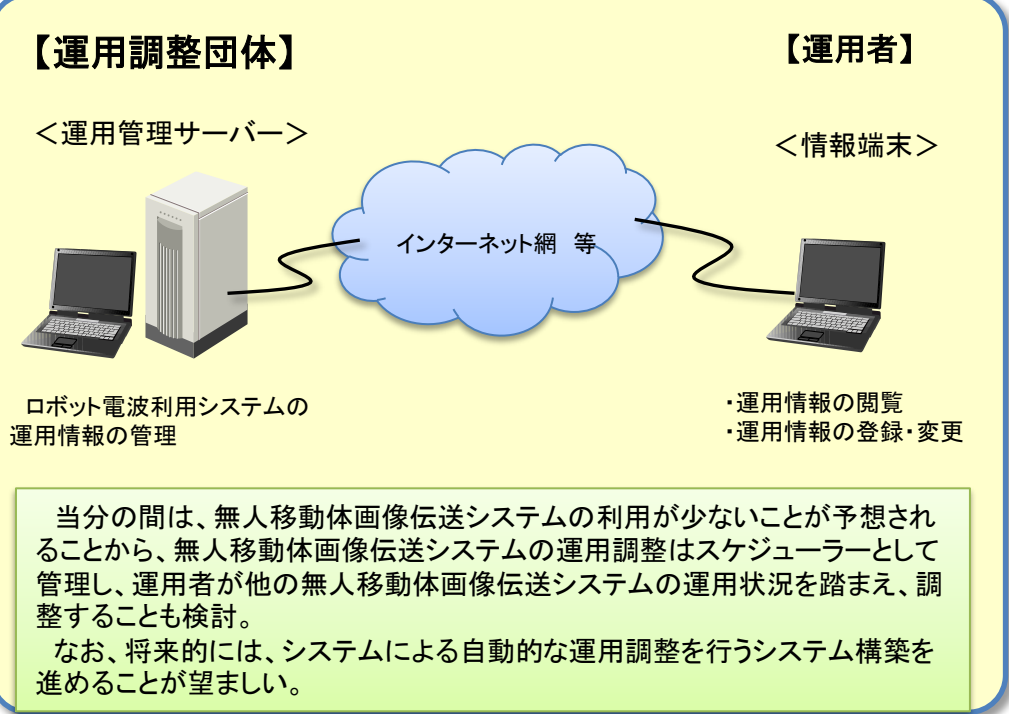 【運用調整団体】
【運用者】
＜運用管理サーバー＞
＜情報端末＞
インターネット網　等
ロボット電波利用システムの
運用情報の管理
・運用情報の閲覧
・運用情報の登録・変更
当分の間は、無人移動体画像伝送システムの利用が少ないことが予想され
ることから、無人移動体画像伝送システムの運用調整はスケジューラーとして
管理し、運用者が他の無人移動体画像伝送システムの運用状況を踏まえ、調
整することも検討。
なお、将来的には、システムによる自動的な運用調整を行うシステム構築を
進めることが望ましい。